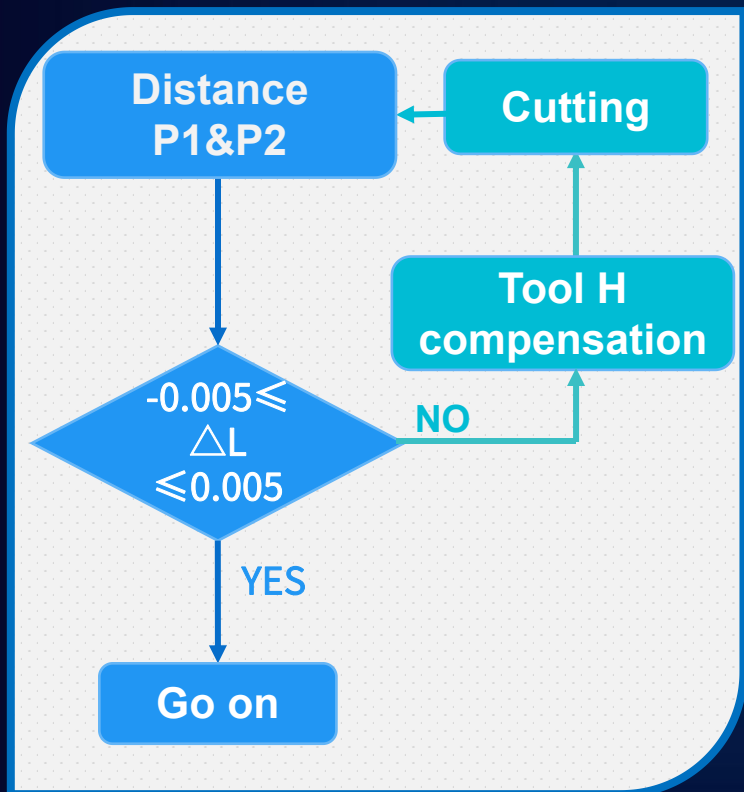 Distance
P1&P2
Cutting
Tool H
compensation
-0.005≤
△L
≤0.005
NO
YES
Go on